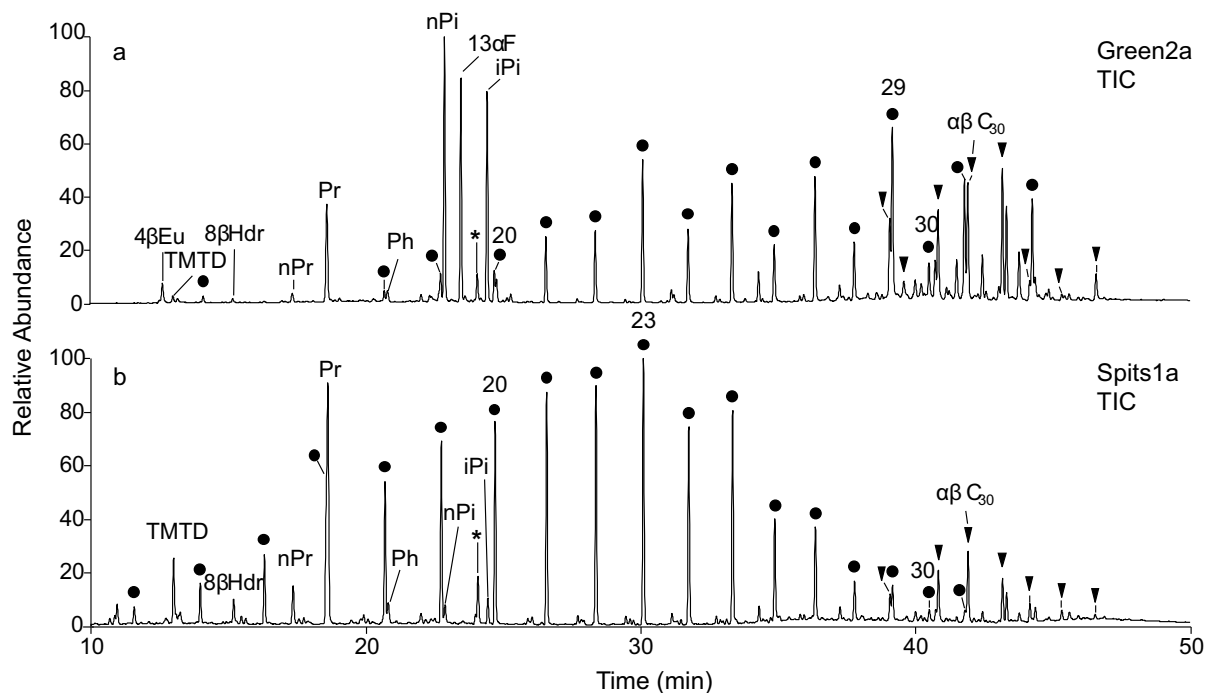 a
Green2a
TIC
Relative Abundance
100
80
60
40
20
0
4βEu
TMTD
8βHdr
nPr
Pr
Ph
nPi
13αF
iPi
*
20
29
30
αβ C₃₀
b
Spits1a
TIC
100
80
60
40
20
0
TMTD
8βHdr
nPr
Pr
Ph
nPi
iPi
*
20
23
30
αβ C₃₀
10
20
30
40
50
Time (min)